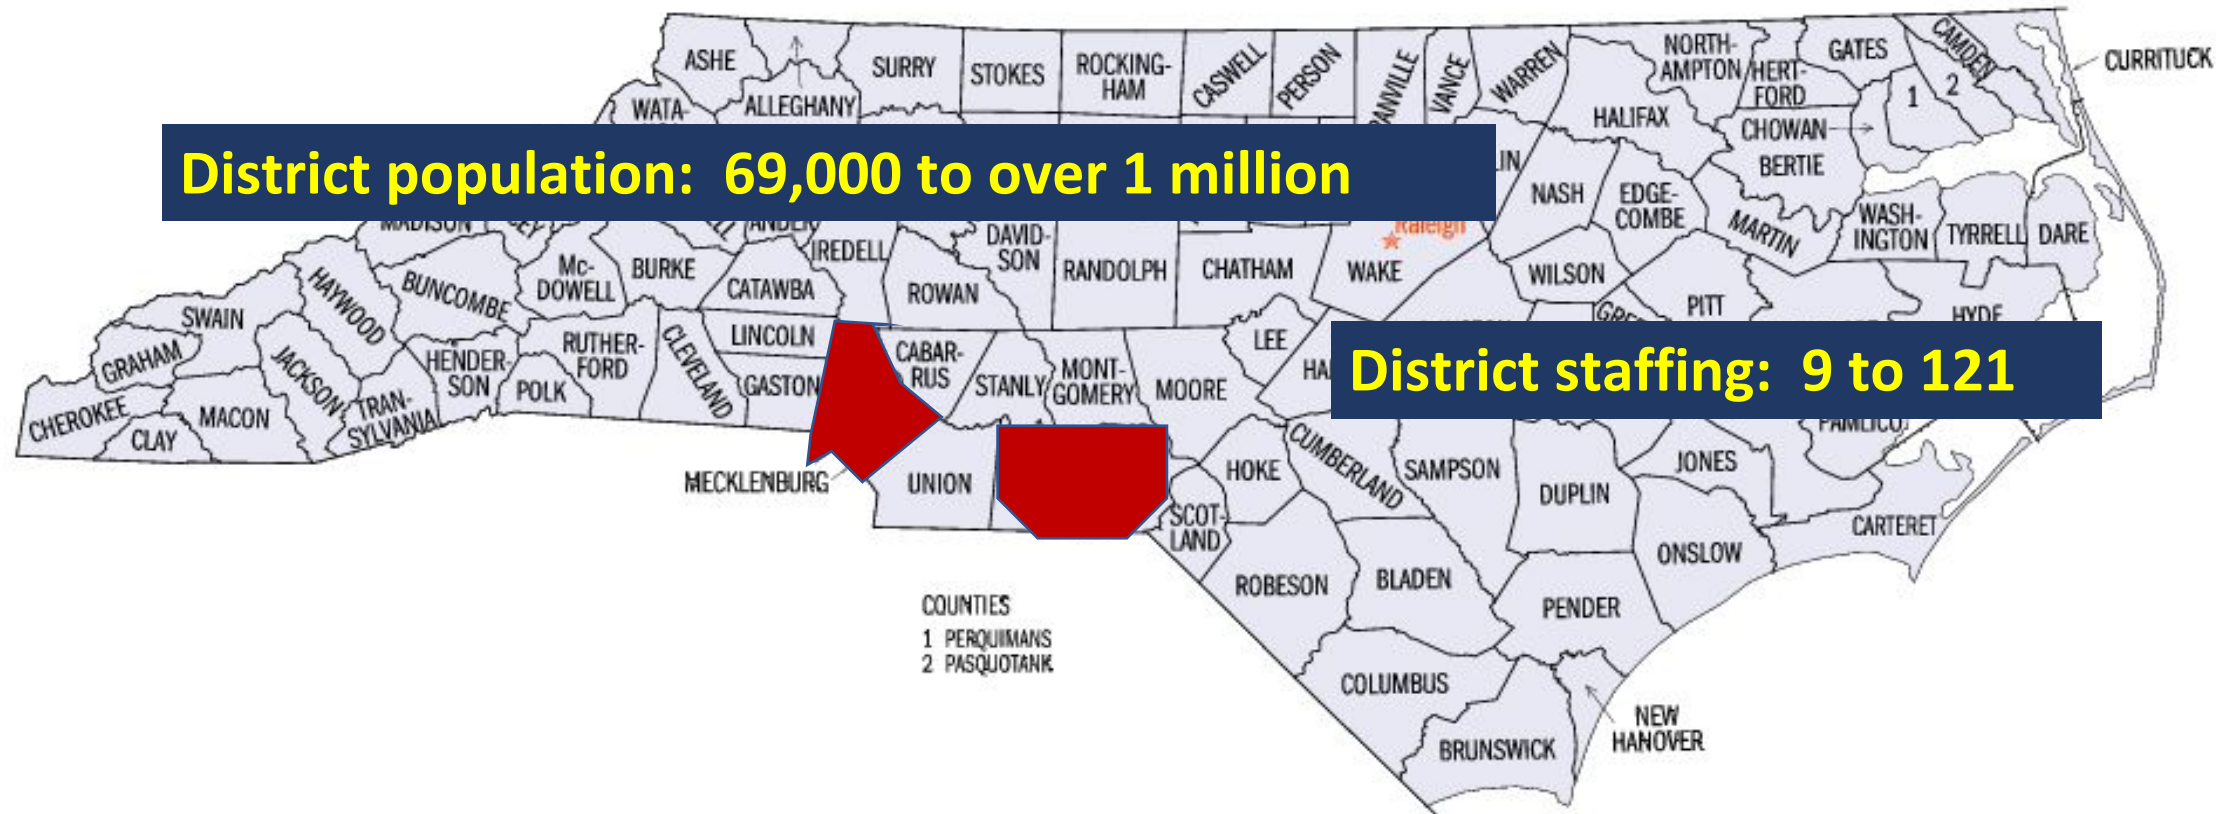 ASHE
SURRY
STOKES
ROCKING-
HAM
CASWELL
PERSON
VANCE
WARREN
NORTH-
AMPTON
HERT-
FORD
GATES
CAMDEN
CURRITUCK
1
2
WATA-
ALLEGHANY
HALIFAX
CHOWAN
BERTIE
District population: 69,000 to over 1 million
NASH
EDGE-
COMBE
MARTIN
WASH-
INGTON
TYRRELL
DARE
MADISON
IREDELL
DAVID-
SON
Raleigh
HAYWOOD
BUNCOMBE
Mc-
DOWELL
BURKE
CATAWBA
ROWAN
RANDOLPH
CHATHAM
WAKE
WILSON
PITT
HYDE
SWAIN
GRAHAM
JACKSON
HENDER-
SON
RUTHER-
FORD
POLK
CLEVELAND
LINCOLN
GASTON
CABAR-
RUS
STANLY
MONT-
GOMERY
MOORE
LEE
District staffing: 9 to 121
CHEROKEE
CLAY
MACON
TRAN-
SYLVANIA
PAMLICO
MECKLENBURG
UNION
SCOT-
LAND
HOKE
CUMBERLAND
SAMPSON
DUPLIN
JONES
CARTERET
ONSLOW
ROBESON
BLADEN
PENDER
COUNTIES
1 PERQUIMANS
2 PASQUOTANK
COLUMBUS
BRUNSWICK
NEW
HANOVER